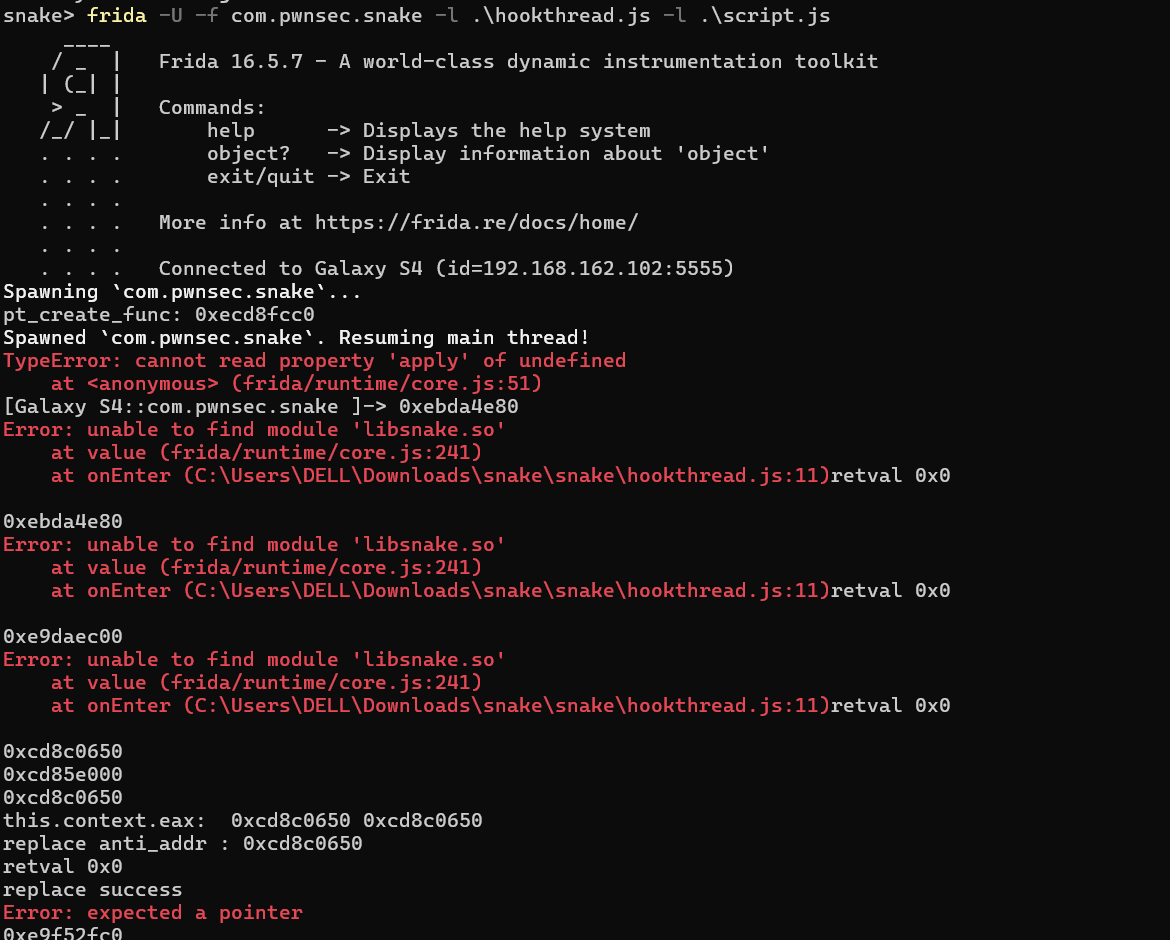 snake> frida -U -f com.pwnsec.snake -l .\hookthread.js -l .\script.js
     ____
    / _  |   Frida 16.5.7 - A world-class dynamic instrumentation toolkit
   | (_| |
    > _  |   Commands:
   /_/ |_|       help      -> Displays the help system
   . . . .       object?   -> Display information about 'object'
   . . . .       exit/quit -> Exit
   . . . .
   . . . .   More info at https://frida.re/docs/home/
   . . . .
   . . . .   Connected to Galaxy S4 (id=192.168.162.102:5555)
Spawning `com.pwnsec.snake`...
pt_create_func: 0xecd8fcc0
Spawned `com.pwnsec.snake`. Resuming main thread!
TypeError: cannot read property 'apply' of undefined
    at <anonymous> (frida/runtime/core.js:51)
[Galaxy S4::com.pwnsec.snake ]-> 0xebda4e80
Error: unable to find module 'libsnake.so'
    at value (frida/runtime/core.js:241)
    at onEnter (C:\Users\DELL\Downloads\snake\snake\hookthread.js:11)retval 0x0

0xebda4e80
Error: unable to find module 'libsnake.so'
    at value (frida/runtime/core.js:241)
    at onEnter (C:\Users\DELL\Downloads\snake\snake\hookthread.js:11)retval 0x0

0xe9daec00
Error: unable to find module 'libsnake.so'
    at value (frida/runtime/core.js:241)
    at onEnter (C:\Users\DELL\Downloads\snake\snake\hookthread.js:11)retval 0x0

0xcd8c0650
0xcd85e000
0xcd8c0650
this.context.eax:  0xcd8c0650 0xcd8c0650
replace anti_addr : 0xcd8c0650
retval 0x0
replace success
Error: expected a pointer
0xe9f52fc0